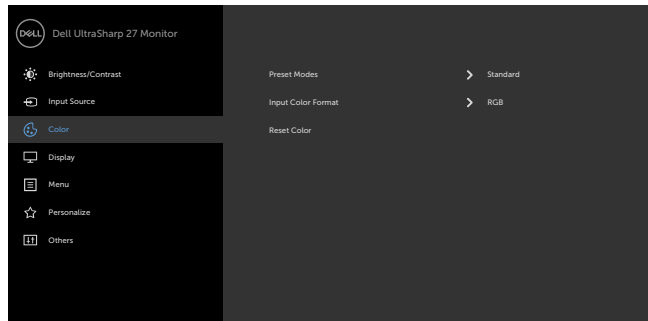 DELL
Dell UltraSharp 27 Monitor
Brightness/Contrast
Preset Modes
Standard
Input Source
Input Color Format
RGB
Color
Reset Color
Display
Menu
Personalize
Others